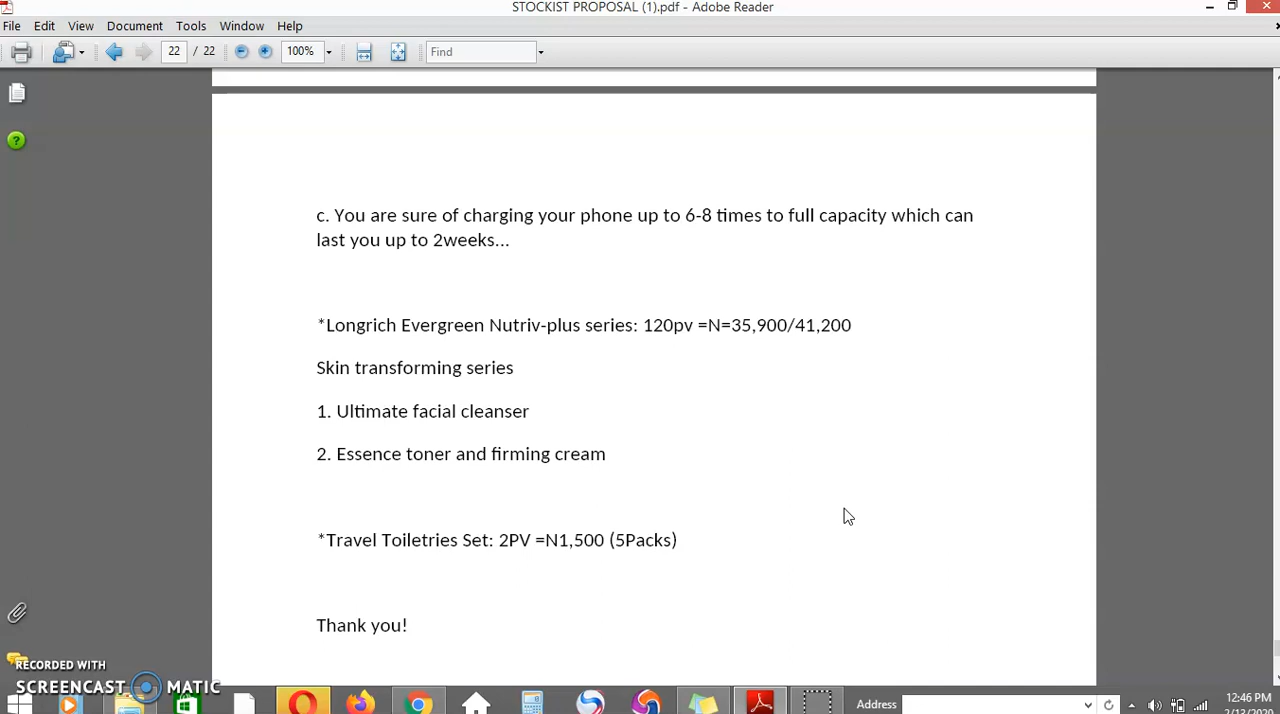 STOCKIST PROPOSAL (1).pdf - Adobe Reader
File Edit View Document Tools Window Help
22 / 22 100% Find
c. You are sure of charging your phone up to 6-8 times to full capacity which can
last you up to 2weeks...
*Longrich Evergreen Nutriv-plus series: 120pv =N=35,900/41,200
Skin transforming series
1. Ultimate facial cleanser
2. Essence toner and firming cream
*Travel Toiletries Set: 2PV =N1,500 (5Packs)
Thank you!
RECORDED WITH
SCREENCAST MATIC
Address
12:46 PM
2/13/2020